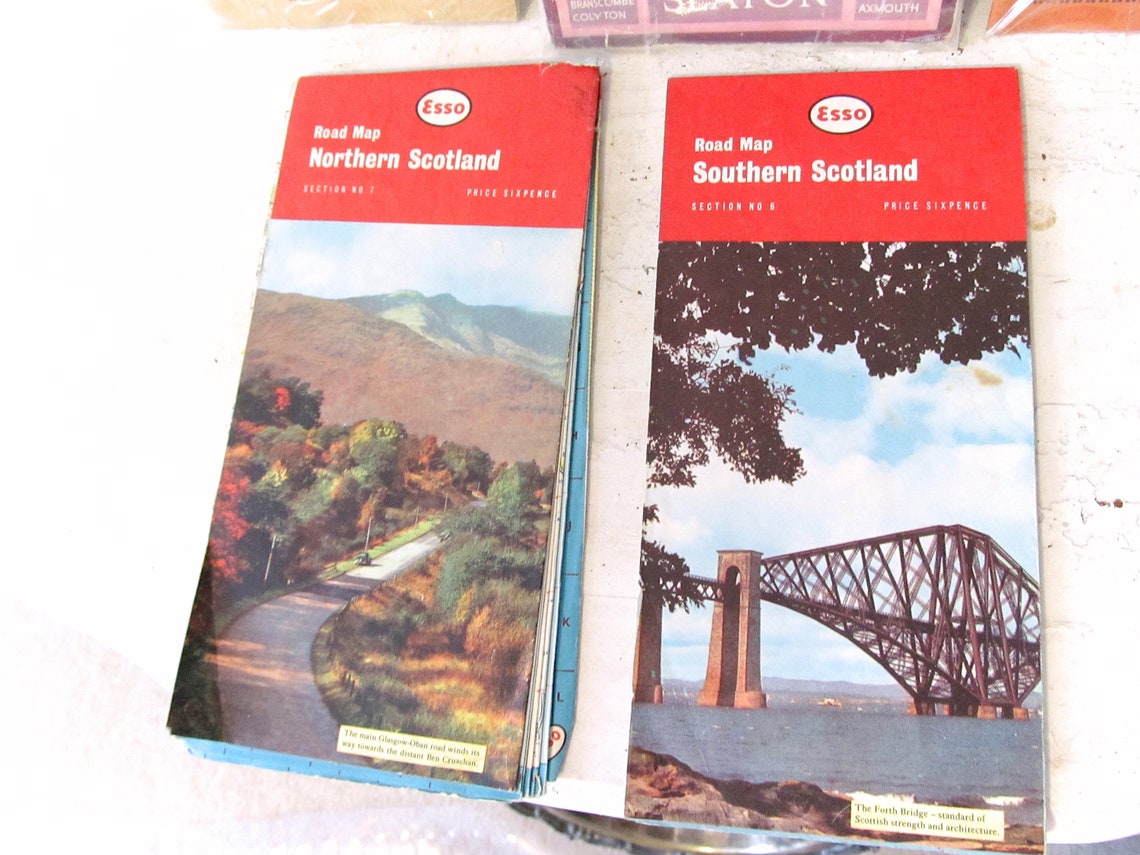 BRANSCOMBE
COLYTON
SEATON
AXMOUTH
Esso
Road Map
Northern Scotland
SECTION NO 7
PRICE SIXPENCE
The main Glasgow-Oban road winds its
way towards the distant Ben Cruachan.
H
J
K
L
Esso
Road Map
Southern Scotland
SECTION NO 6
PRICE SIXPENCE
The Forth Bridge – standard of
Scottish strength and architecture.